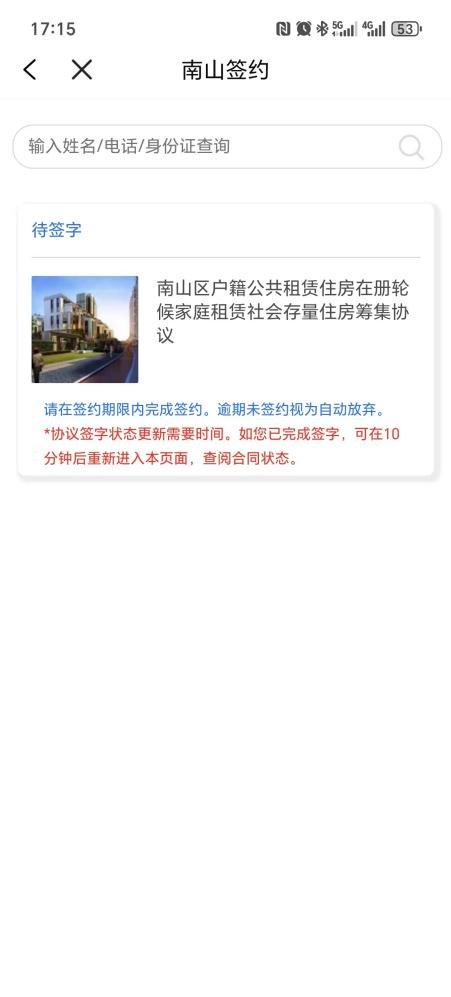 17:15
5G
4G
53
南山签约
输入姓名/电话/身份证查询
待签字
南山区户籍公共租赁住房在册轮
候家庭租赁社会存量住房筹集协
议
请在签约期限内完成签约。逾期未签约视为自动放弃。
*协议签字状态更新需要时间。如您已完成签字，可在10
分钟后重新进入本页面，查阅合同状态。